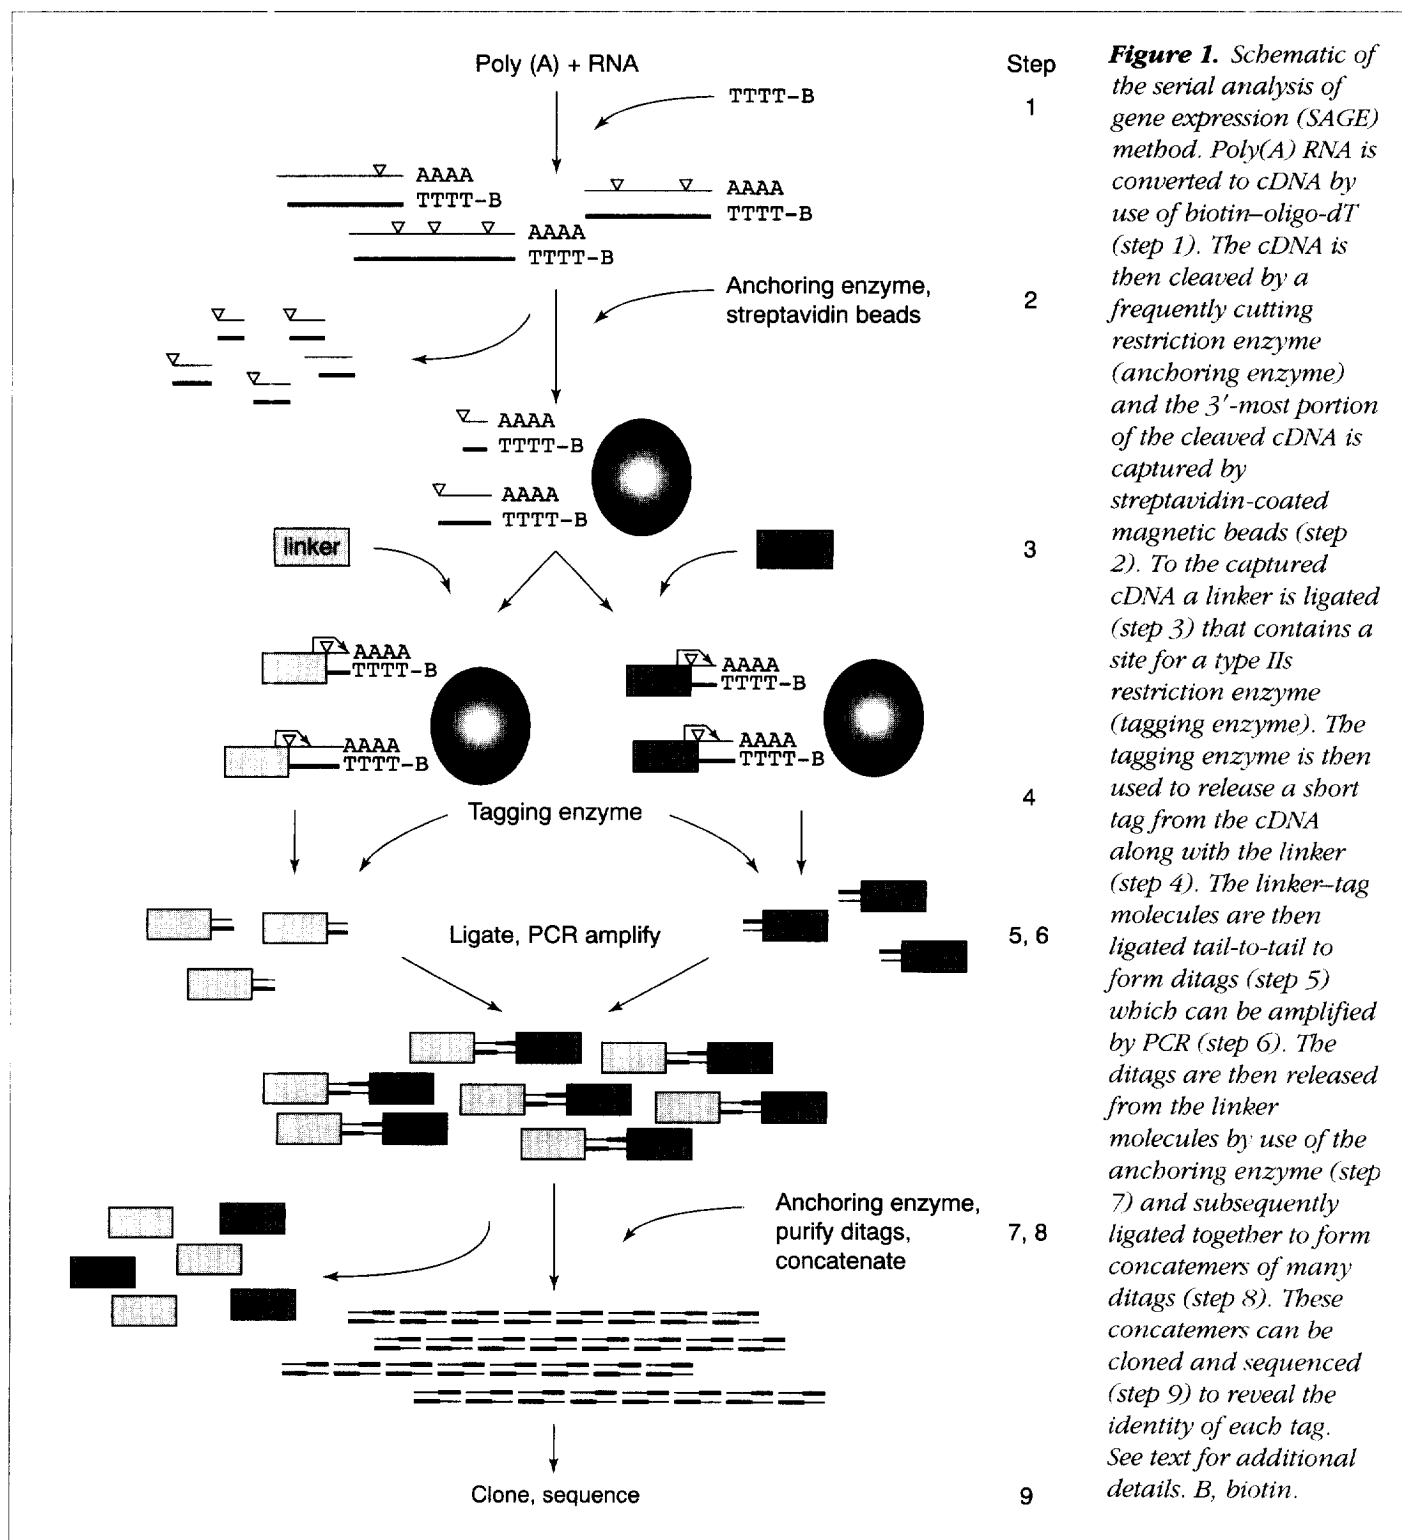 Poly (A) + RNA
Step
TTTT-B
1
AAAA
TTTT-B
AAAA
TTTT-B
AAAA
TTTT-B
Anchoring enzyme,
streptavidin beads
2
AAAA
TTTT-B
AAAA
TTTT-B
linker
3
AAAA
TTTT-B
AAAA
TTTT-B
AAAA
TTTT-B
AAAA
TTTT-B
Tagging enzyme
4
Ligate, PCR amplify
5, 6
Anchoring enzyme,
purify ditags,
concatenate
7, 8
Clone, sequence
9
Figure 1. Schematic of
the serial analysis of
gene expression (SAGE)
method. Poly(A) RNA is
converted to cDNA by
use of biotin–oligo-dT
(step 1). The cDNA is
then cleaved by a
frequently cutting
restriction enzyme
(anchoring enzyme)
and the 3′-most portion
of the cleaved cDNA is
captured by
streptavidin-coated
magnetic beads (step
2). To the captured
cDNA a linker is ligated
(step 3) that contains a
site for a type IIs
restriction enzyme
(tagging enzyme). The
tagging enzyme is then
used to release a short
tag from the cDNA
along with the linker
(step 4). The linker–tag
molecules are then
ligated tail-to-tail to
form ditags (step 5)
which can be amplified
by PCR (step 6). The
ditags are then released
from the linker
molecules by use of the
anchoring enzyme (step
7) and subsequently
ligated together to form
concatemers of many
ditags (step 8). These
concatemers can be
cloned and sequenced
(step 9) to reveal the
identity of each tag.
See text for additional
details. B, biotin.